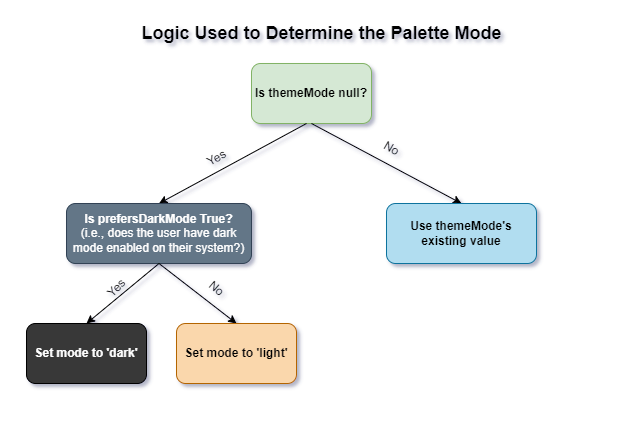 Logic Used to Determine the Palette Mode
Is themeMode null?
Yes
No
Is prefersDarkMode True?
(i.e., does the user have dark
mode enabled on their system?)
Use themeMode's
existing value
Yes
No
Set mode to 'dark'
Set mode to 'light'